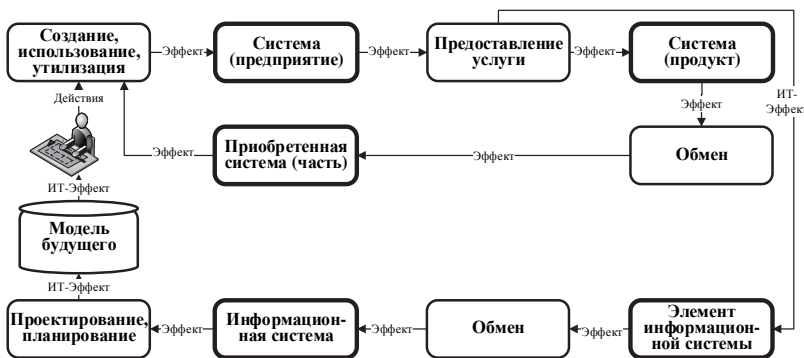 Создание,
использование,
утилизация
Эффект
Система
(предприятие)
Эффект
Предоставление
услуги
Эффект
Система
(продукт)
ИТ-
Эффект
Действия
Эффект
Эффект
Приобретенная
система (часть)
Эффект
Обмен
ИТ-Эффект
Модель
будущего
ИТ-Эффект
Проектирование,
планирование
Эффект
Информацион-
ная система
Эффект
Обмен
Эффект
Элемент
информацион-
ной системы